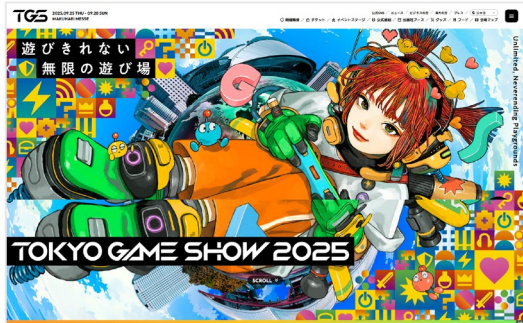 TGS
2025.09.25 THU - 09.28 SUN
MAKUHARI MESSE
遊びきれない
無限の遊び場
Unlimited, Neverending Playgrounds
TOKYO GAME SHOW 2025
SCROLL